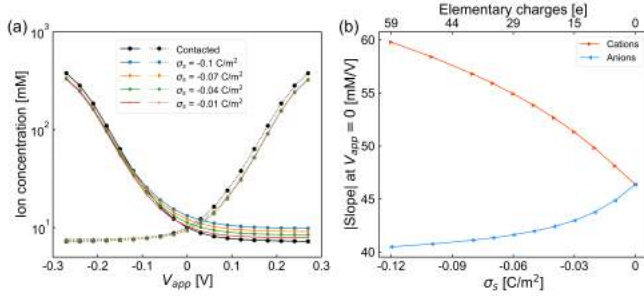 (a)
10³
10²
10¹
Ion concentration [mM]
Contacted
σs = -0.1 C/m²
σs = -0.07 C/m²
σs = -0.04 C/m²
σs = -0.01 C/m²
-0.3 -0.2 -0.1 0 0.1 0.2 0.3
Vapp [V]
(b)
Elementary charges [e]
59 44 29 15 0
60
55
50
45
40
|Slope| at Vapp = 0 [mM/V]
Cations
Anions
-0.12 -0.09 -0.06 -0.03 0
σs [C/m²]